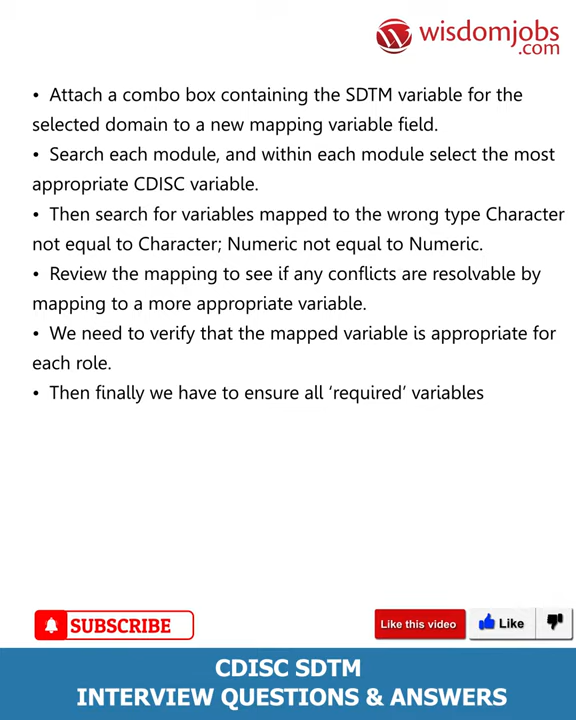 wisdomjobs
.com
• Attach a combo box containing the SDTM variable for the
selected domain to a new mapping variable field.
• Search each module, and within each module select the most
appropriate CDISC variable.
• Then search for variables mapped to the wrong type Character
not equal to Character; Numeric not equal to Numeric.
• Review the mapping to see if any conflicts are resolvable by
mapping to a more appropriate variable.
• We need to verify that the mapped variable is appropriate for
each role.
• Then finally we have to ensure all ‘required’ variables
SUBSCRIBE
Like this video
Like
CDISC SDTM
INTERVIEW QUESTIONS & ANSWERS